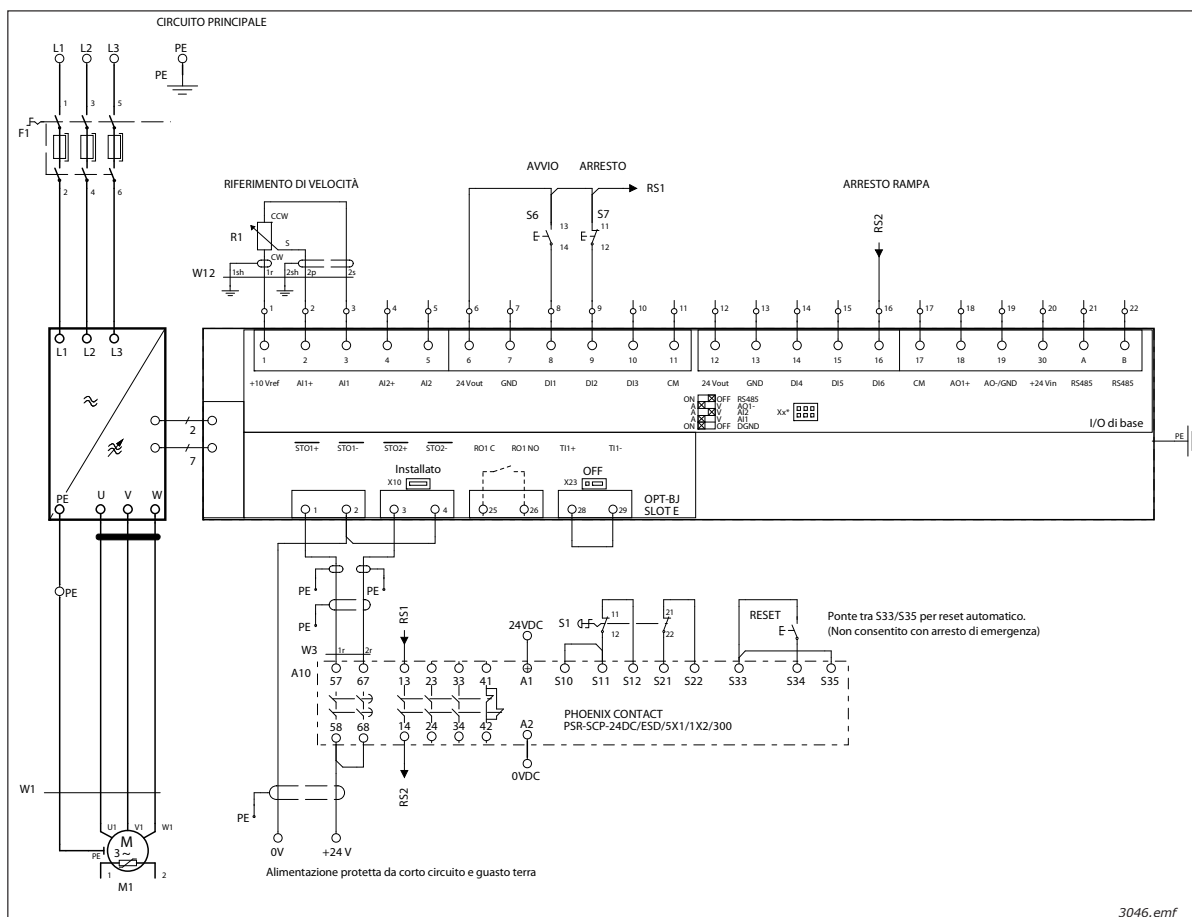 CIRCUITO PRINCIPALE
L1 L2 L3 PE
PE
1 3 5
F1
2 4 6
AVVIO ARRESTO
RS1
RIFERIMENTO DI VELOCITÀ
ARRESTO RAMPA
S6 S7
13 11
14 12
RS2
CCW
R1
S
CW
W12 1sh 1r 2sh 2p 2s
1 2 3 4 5 6 7 8 9 10 11 12 13 14 15 16 17 18 19 20 21 22
L1 L2 L3
1 2 3 4 5 6 7 8 9 10 11 12 13 14 15 16 17 18 19 30 A B
+10 Vref AI1+ AI1 AI2+ AI2 24 Vout GND DI1 DI2 DI3 CM 24 Vout GND DI4 DI5 DI6 CM AO1+ AO-/GND +24 Vin RS485 RS485
ON OFF RS485
A V AO1-
A V AI2
A V AI1
ON OFF DGND
Xx*
I/O di base
2
7
PE
STO1+ STO1- STO2+ STO2- RO1 C RO1 NO TI1+ TI1-
Installato
X10
OFF
X23
OPT-BJ
SLOT E
PE U V W
1 2 3 4 25 26 28 29
PE
PE PE
PE
RS1
24VDC
S1
11
12
21
22
RESET
Ponte tra S33/S35 per reset automatico.
(Non consentito con arresto di emergenza)
W3 1r 2r
A10
57 67 13 23 33 41 A1 S10 S11 S12 S21 S22 S33 S34 S35
PHOENIX CONTACT
PSR-SCP-24DC/ESD/5X1/1X2/300
58 68 14 24 34 42 A2
RS2
0VDC
W1
PE
U1 V1 W1
M
3 ~
PE
1 2
M1
0V +24 V
Alimentazione protetta da corto circuito e guasto terra
3046.emf